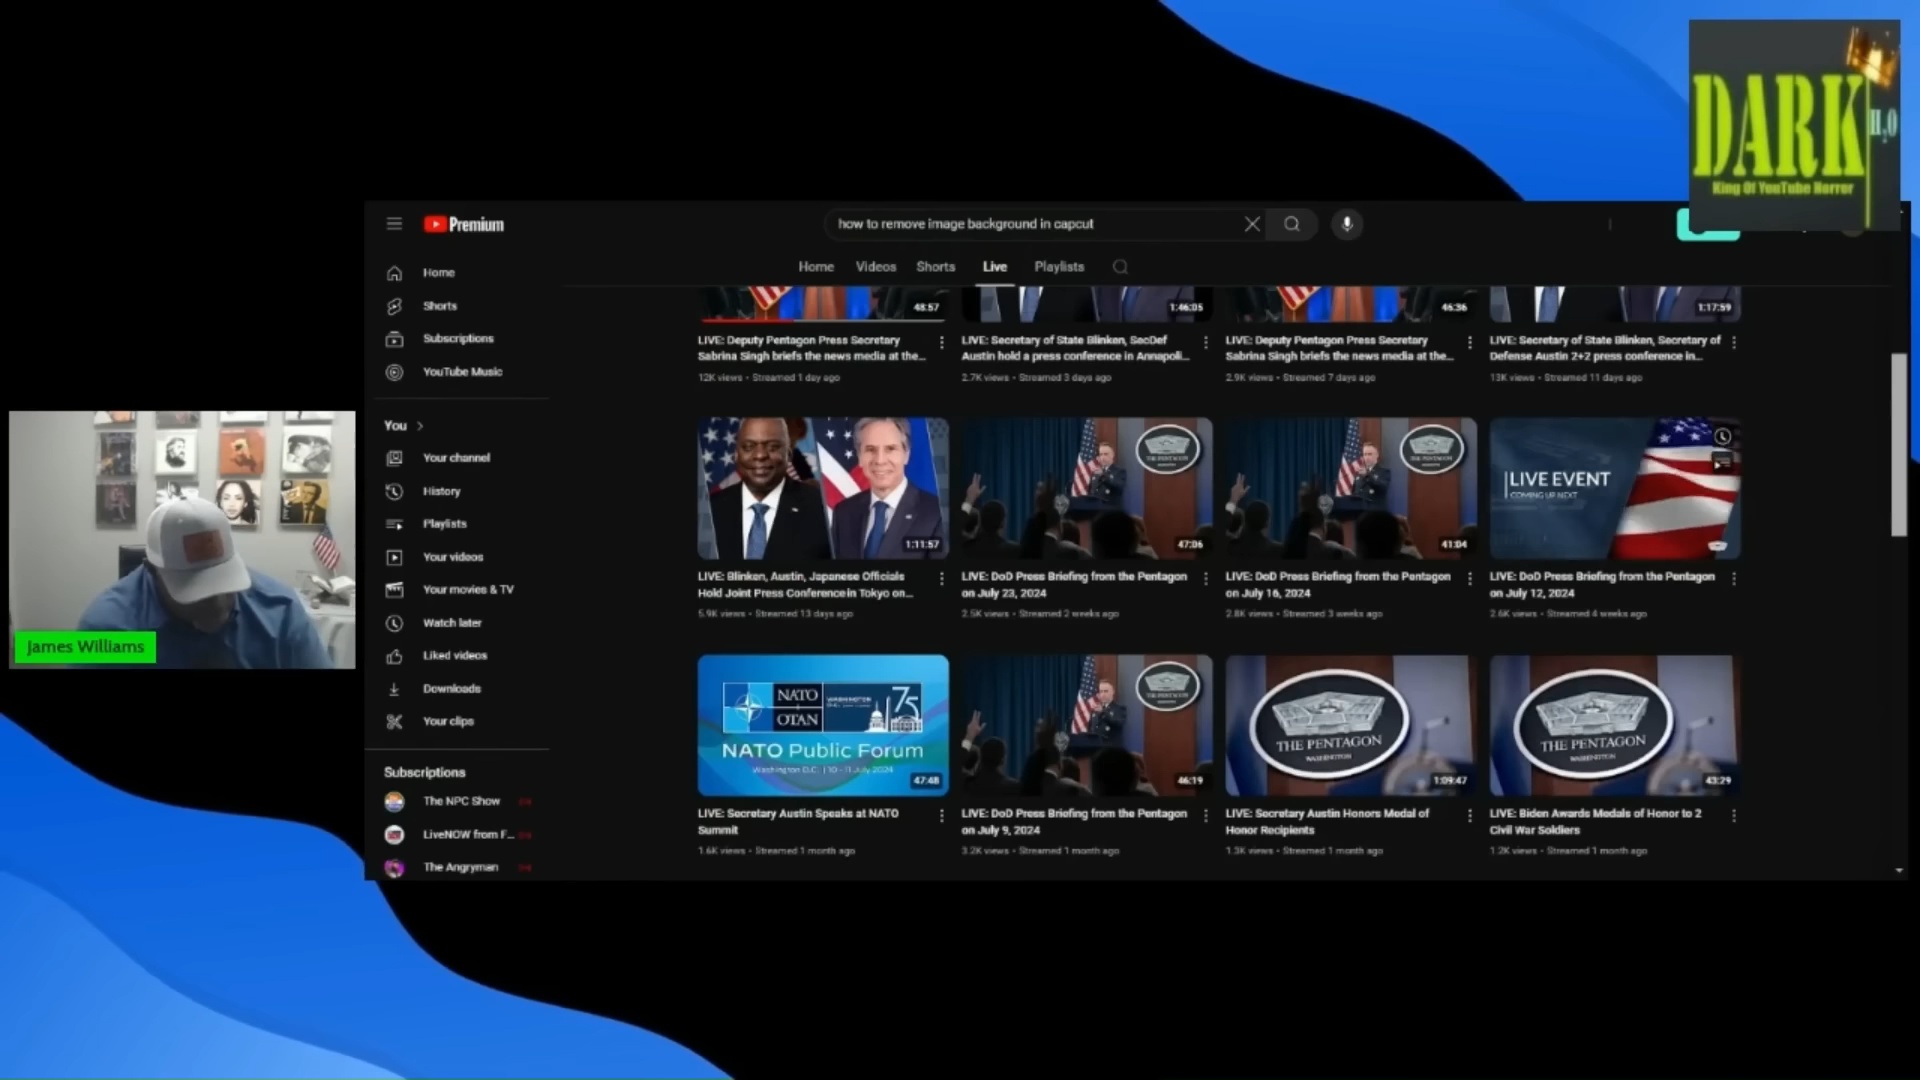 DARK
H₂O
King Of YouTube Horror
Premium
how to remove image background in capcut
Home
Videos
Shorts
Live
Playlists
Home
Shorts
Subscriptions
YouTube Music
You
Your channel
History
Playlists
Your videos
Your movies & TV
Watch later
Liked videos
Downloads
Your clips
Subscriptions
The NPC Show
LiveNOW from F...
The Angryman
James Williams
48:57
1:46:05
46:36
1:17:59
LIVE: Deputy Pentagon Press Secretary
Sabrina Singh briefs the news media at the...
12K views • Streamed 1 day ago
LIVE: Secretary of State Blinken, SecDef
Austin hold a press conference in Annapoli...
2.7K views • Streamed 3 days ago
LIVE: Deputy Pentagon Press Secretary
Sabrina Singh briefs the news media at the...
2.9K views • Streamed 7 days ago
LIVE: Secretary of State Blinken, Secretary of
Defense Austin 2+2 press conference in...
13K views • Streamed 11 days ago
1:11:57
47:06
41:04
LIVE EVENT
COMING UP NEXT
LIVE: Blinken, Austin, Japanese Officials
Hold Joint Press Conference in Tokyo on...
5.9K views • Streamed 13 days ago
LIVE: DoD Press Briefing from the Pentagon
on July 23, 2024
2.5K views • Streamed 2 weeks ago
LIVE: DoD Press Briefing from the Pentagon
on July 16, 2024
2.8K views • Streamed 3 weeks ago
LIVE: DoD Press Briefing from the Pentagon
on July 12, 2024
2.6K views • Streamed 4 weeks ago
NATO
OTAN
WASHINGTON
75
NATO Public Forum
Washington D.C. | 10 - 11 July 2024
47:48
46:19
THE PENTAGON
WASHINGTON
1:09:47
THE PENTAGON
WASHINGTON
43:29
LIVE: Secretary Austin Speaks at NATO
Summit
1.6K views • Streamed 1 month ago
LIVE: DoD Press Briefing from the Pentagon
on July 9, 2024
3.2K views • Streamed 1 month ago
LIVE: Secretary Austin Honors Medal of
Honor Recipients
1.3K views • Streamed 1 month ago
LIVE: Biden Awards Medals of Honor to 2
Civil War Soldiers
1.2K views • Streamed 1 month ago